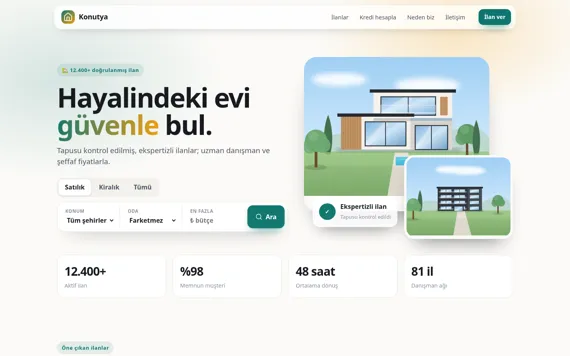 Konutya
İlanlar
Kredi hesapla
Neden biz
İletişim
İlan ver
12.400+ doğrulanmış ilan
Hayalindeki evi
güvenle bul.
Tapusu kontrol edilmiş, ekspertizli ilanlar; uzman danışman ve
şeffaf fiyatlarla.
Satılık
Kiralık
Tümü
KONUM
Tüm şehirler
ODA
Farketmez
EN FAZLA
₺ bütçe
Ara
Ekspertizli ilan
Tapusu kontrol edildi
12.400+
Aktif ilan
%98
Memnun müşteri
48 saat
Ortalama dönüş
81 il
Danışman ağı
Öne çıkan ilanlar